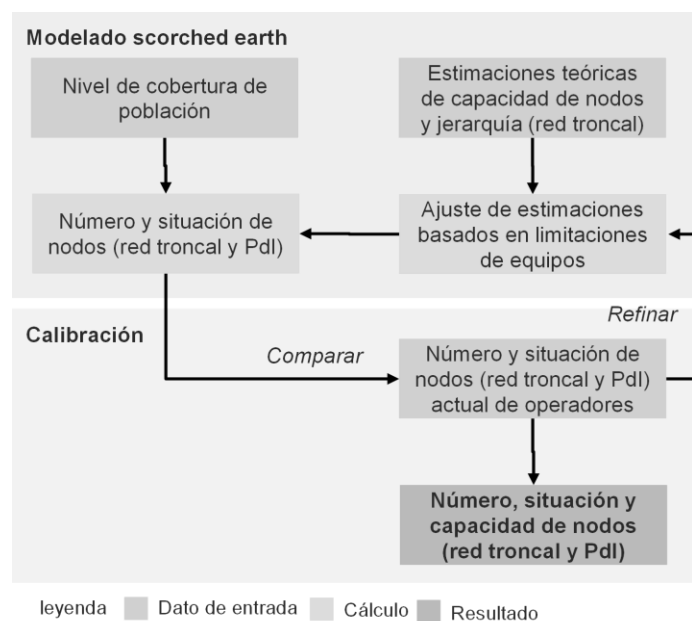 Modelado scorched earth
Nivel de cobertura de
población
Estimaciones teóricas
de capacidad de nodos
y jerarquía (red troncal)
Número y situación de
nodos (red troncal y PdI)
Ajuste de estimaciones
basados en limitaciones
de equipos
Refinar
Calibración
Comparar
Número y situación de
nodos (red troncal y PdI)
actual de operadores
Número, situación y
capacidad de nodos
(red troncal y PdI)
leyenda Dato de entrada Cálculo Resultado